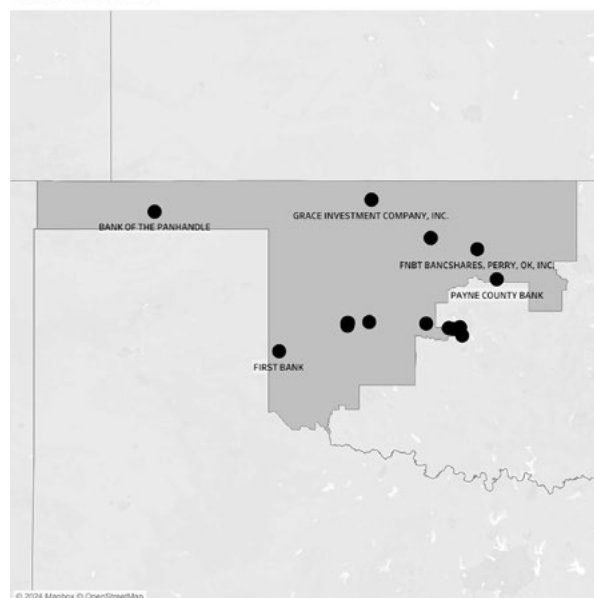 GRACE INVESTMENT COMPANY, INC.
BANK OF THE PANHANDLE
FNBT BANCSHARES, PERRY, OK, INC.
PAYNE COUNTY BANK
FIRST BANK
© 2024 Mapbox © OpenStreetMap